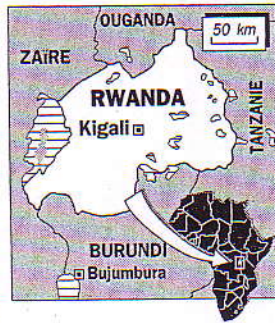 OUGANDA
50 km
ZAÏRE
RWANDA
Kigali
TANZANIE
BURUNDI
Bujumbura